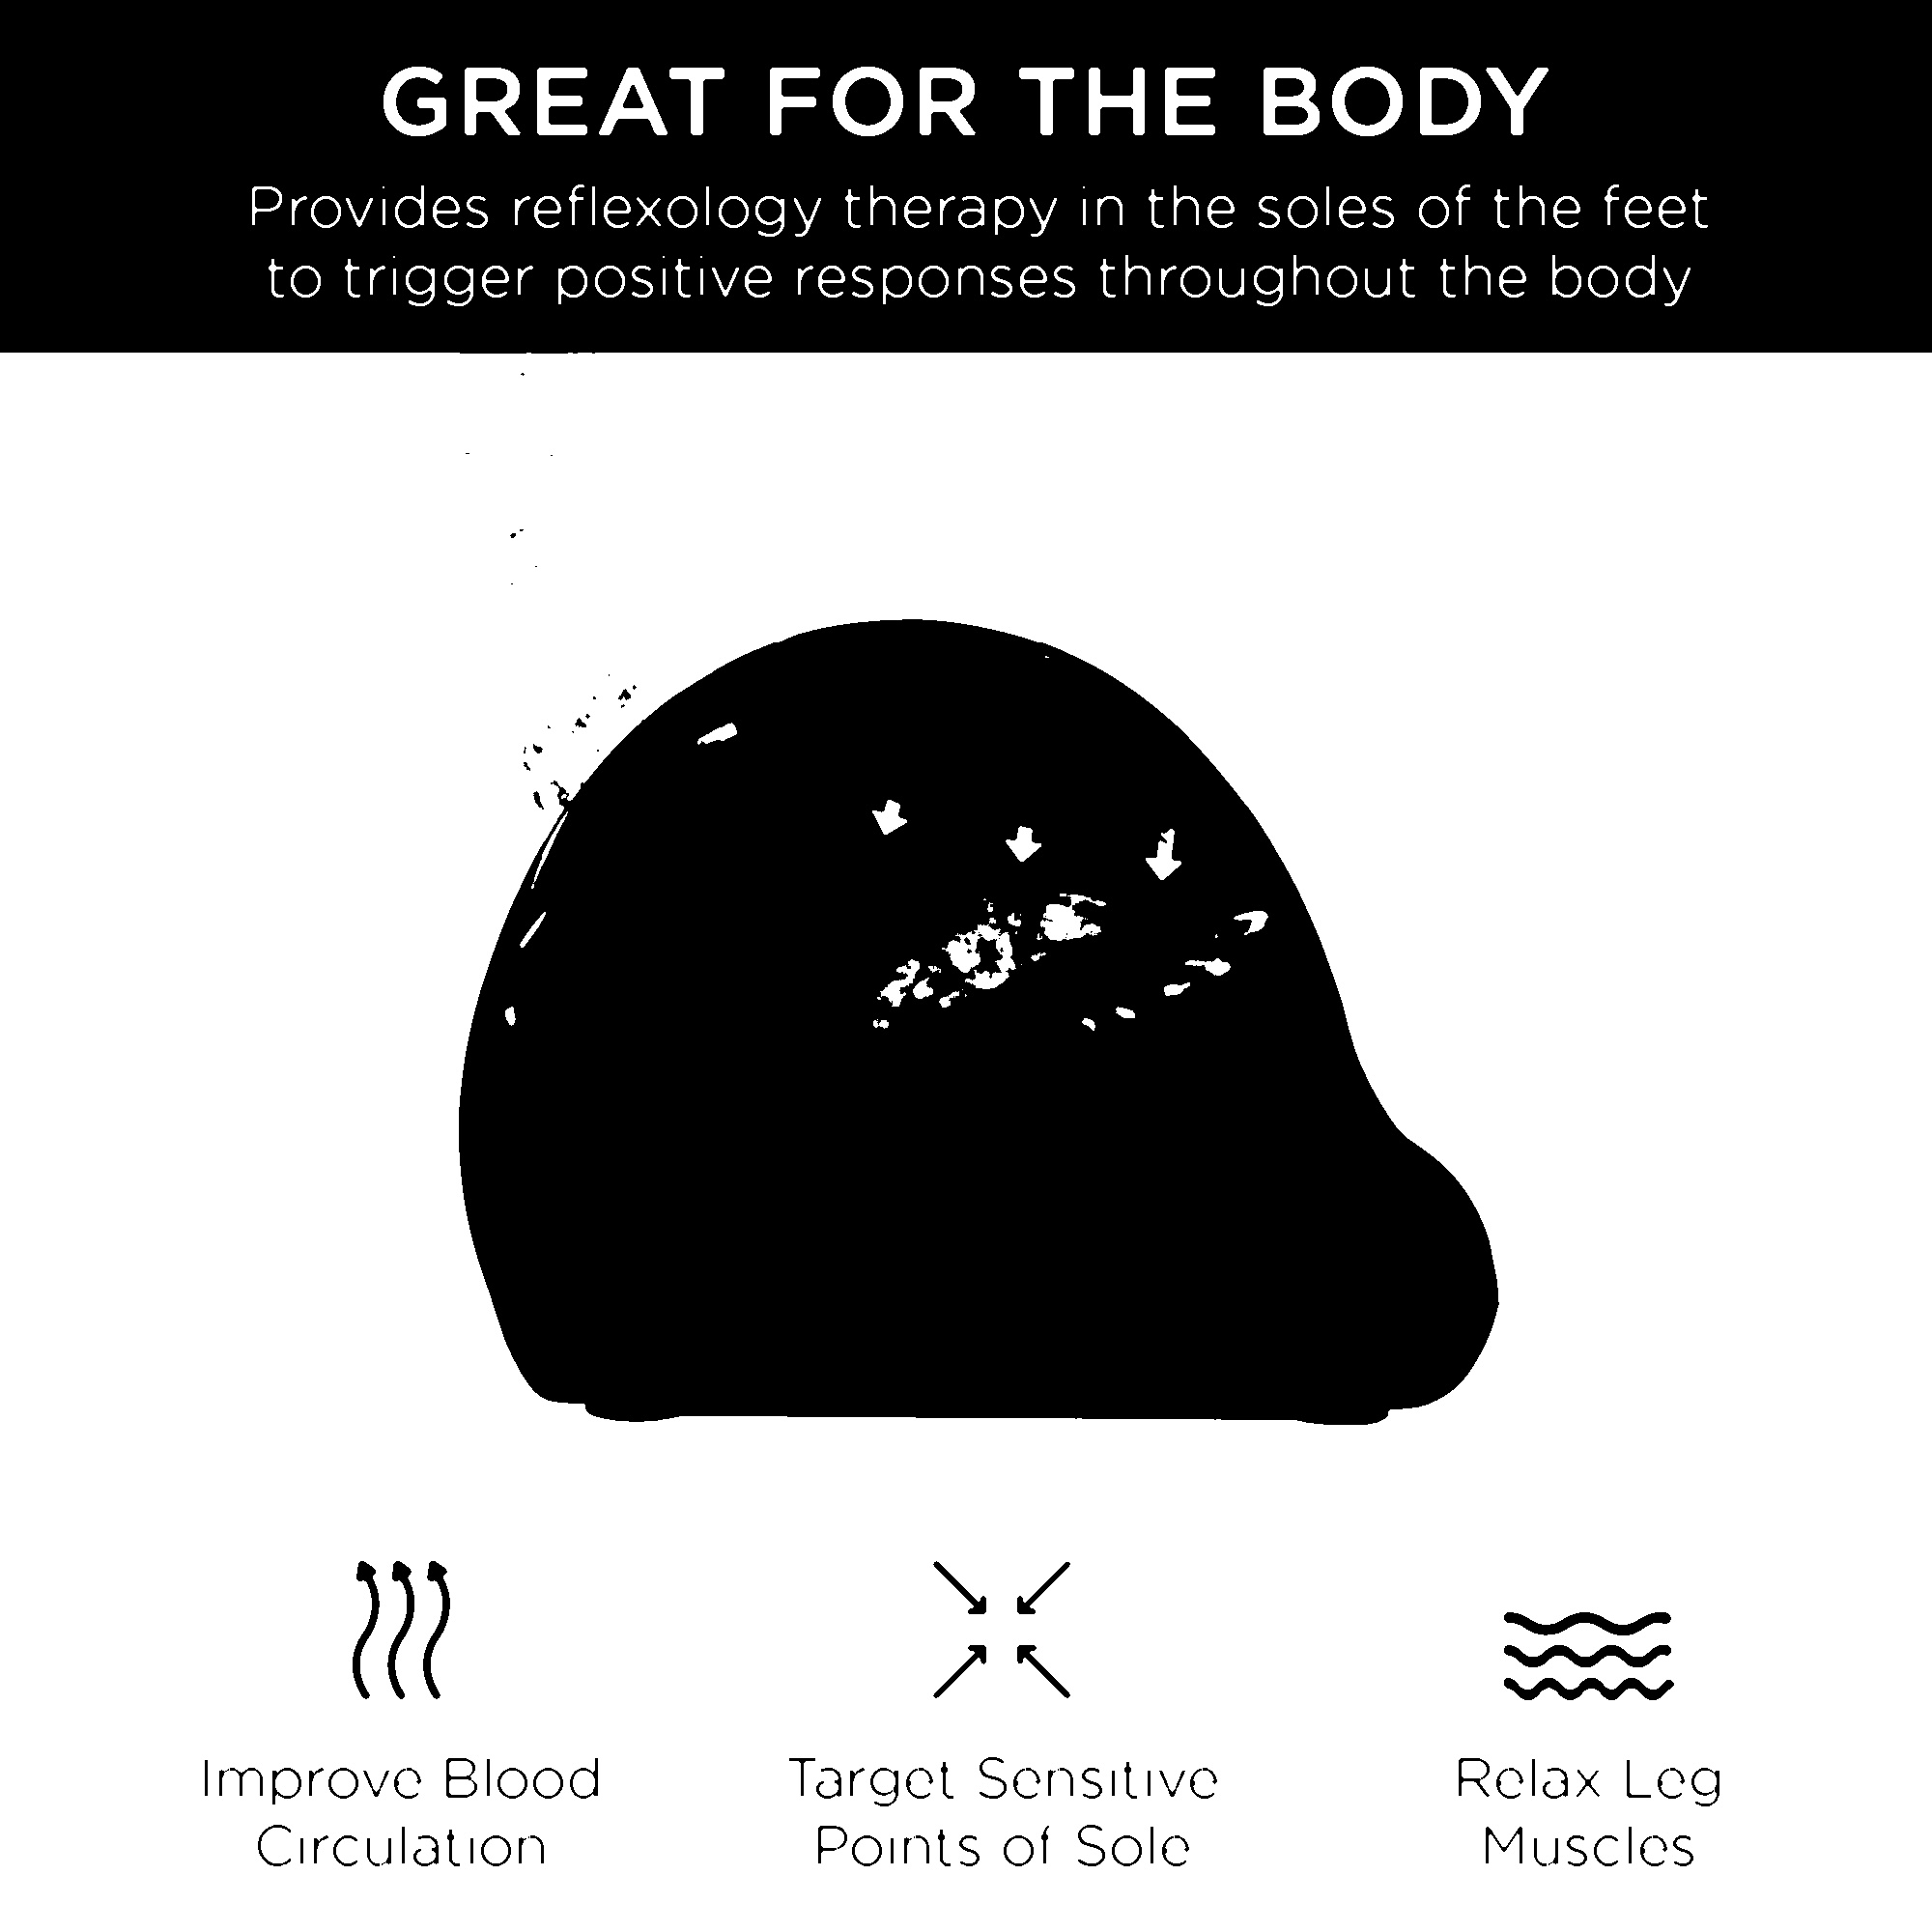 GREAT FOR THE BODY
Provides reflexology therapy in the soles of the feet
to trigger positive responses throughout the body
Improve Blood
Circulation
Target Sensitive
Points of Sole
Relax Leg
Muscles